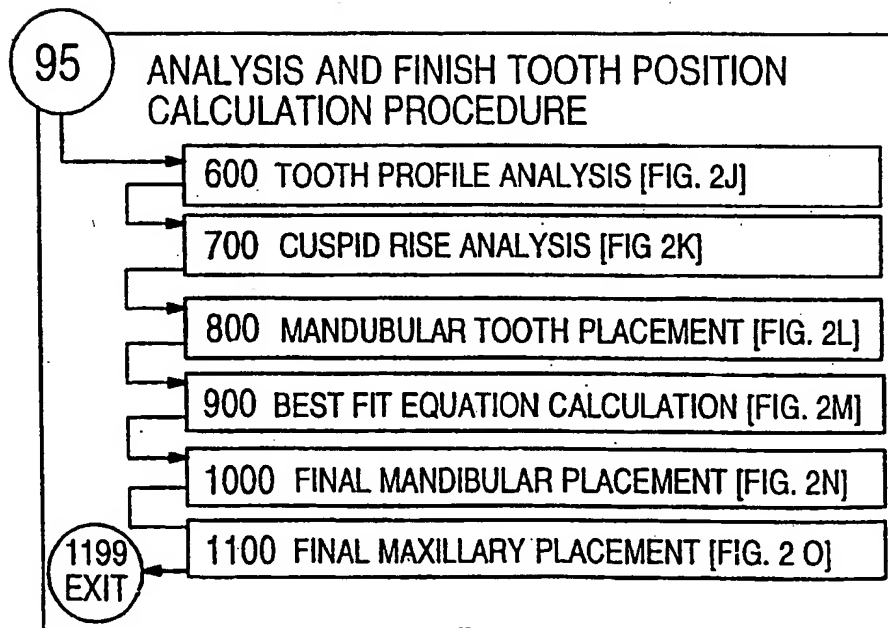 95
ANALYSIS AND FINISH TOOTH POSITION
CALCULATION PROCEDURE
600 TOOTH PROFILE ANALYSIS [FIG. 2J]
700 CUSPID RISE ANALYSIS [FIG 2K]
800 MANDUBULAR TOOTH PLACEMENT [FIG. 2L]
900 BEST FIT EQUATION CALCULATION [FIG. 2M]
1000 FINAL MANDIBULAR PLACEMENT [FIG. 2N]
1100 FINAL MAXILLARY PLACEMENT [FIG. 2 O]
1199
EXIT